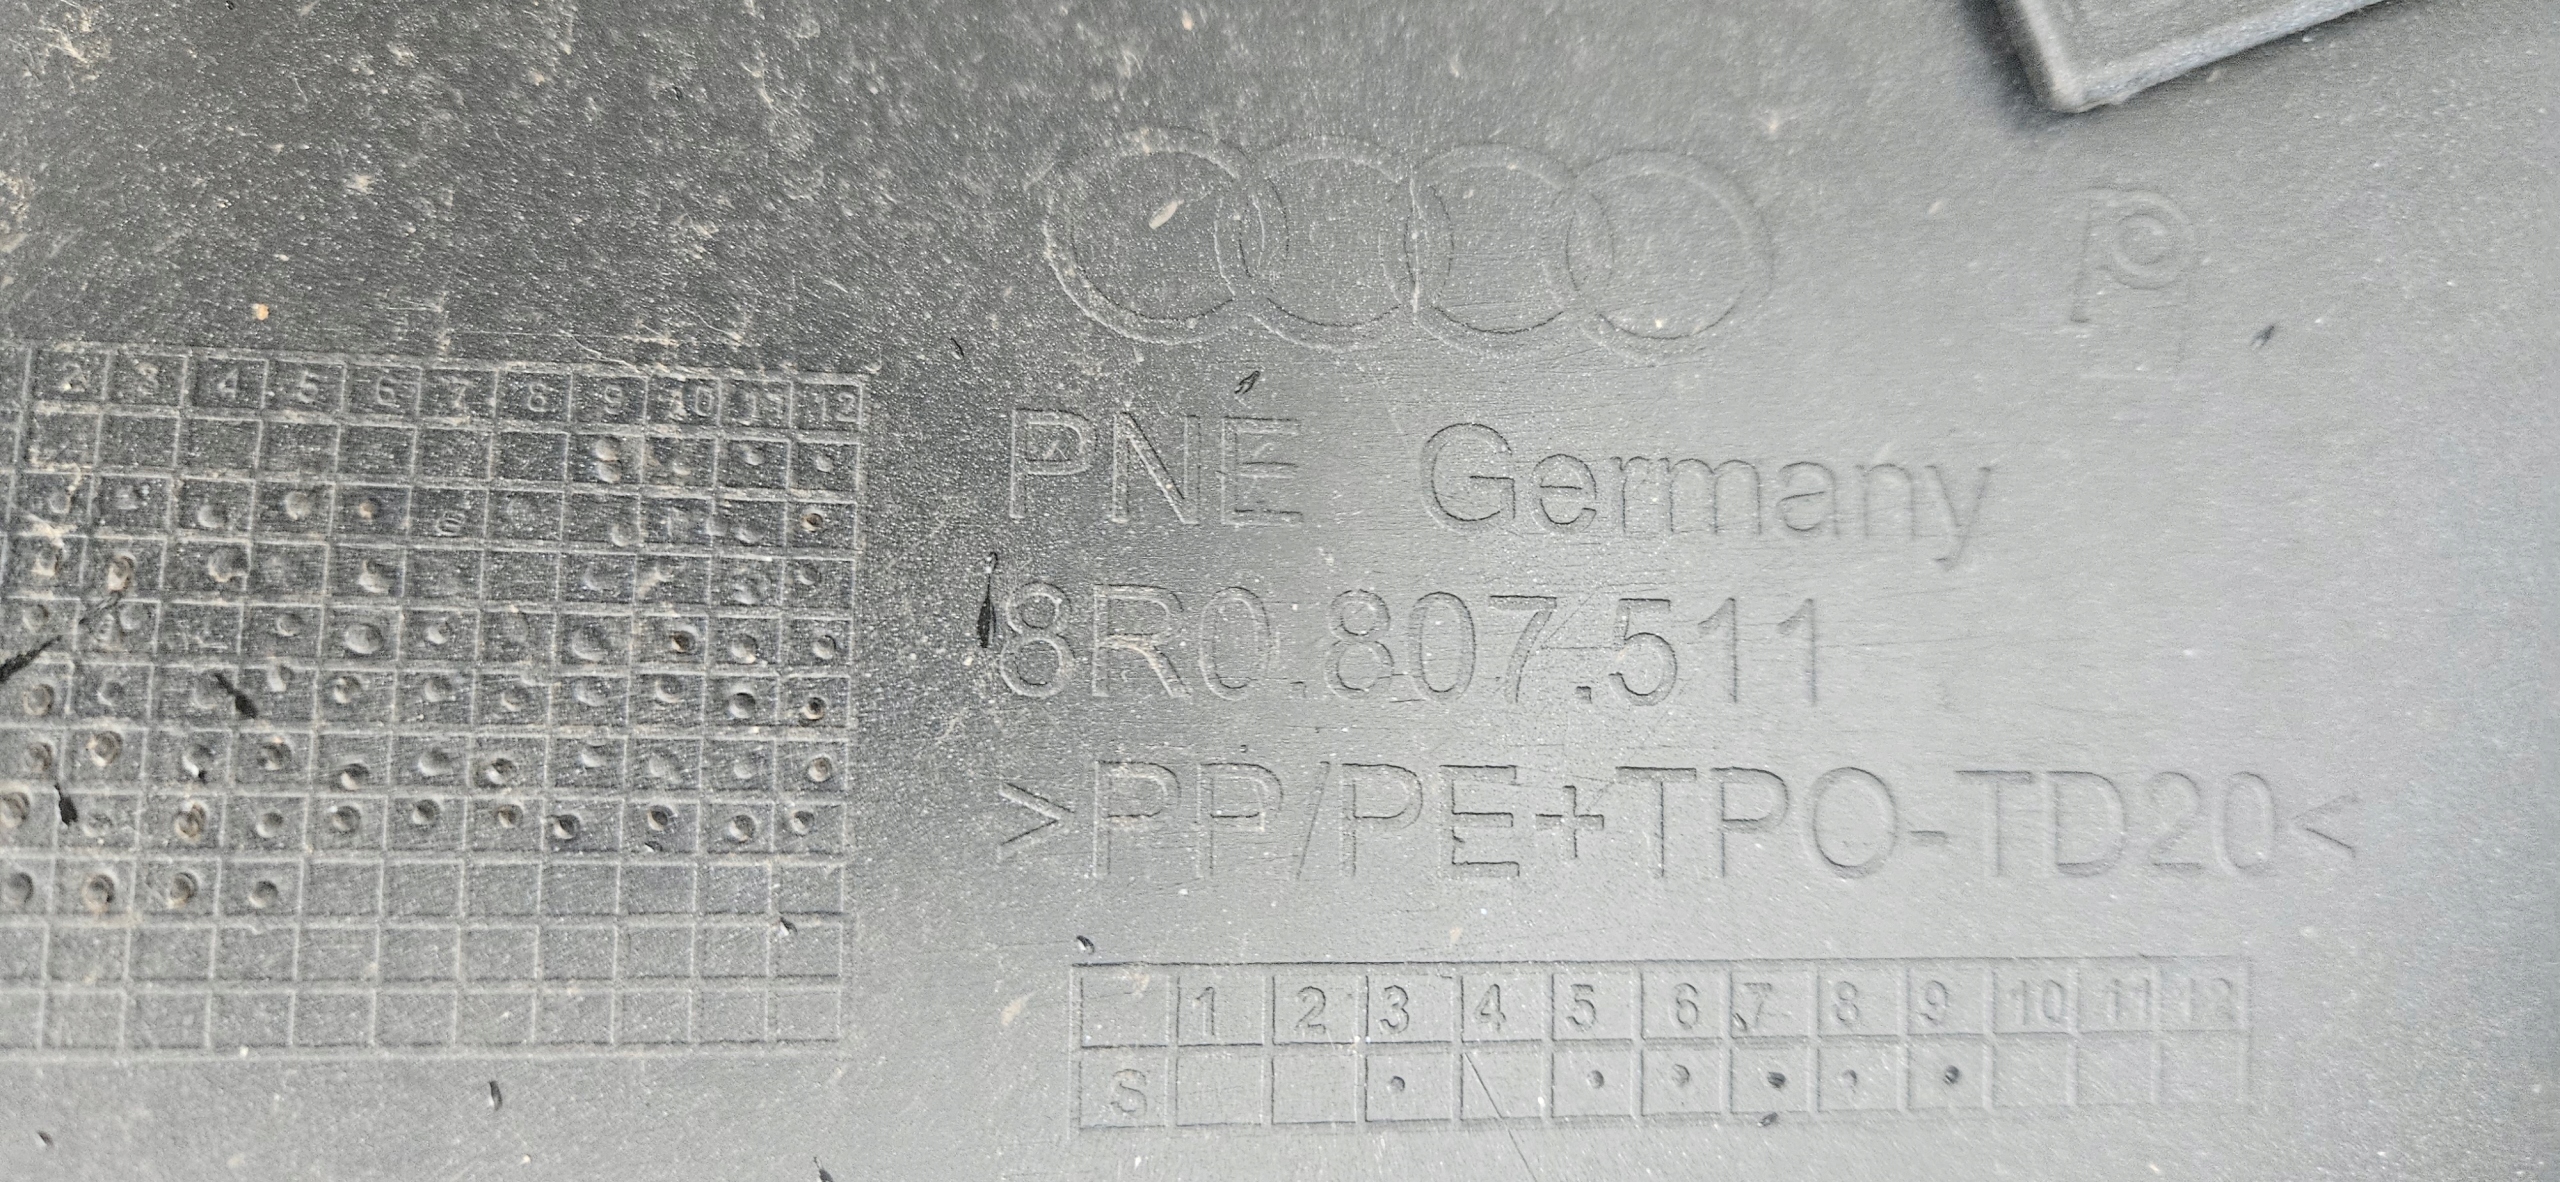 PNÉ Germany
8R0.807.511
>PP/PE+TPO-TD20<
2 3 4 5 6 7 8 9 10 11 12
1 2 3 4 5 6 7 8 9 10 11 12
S